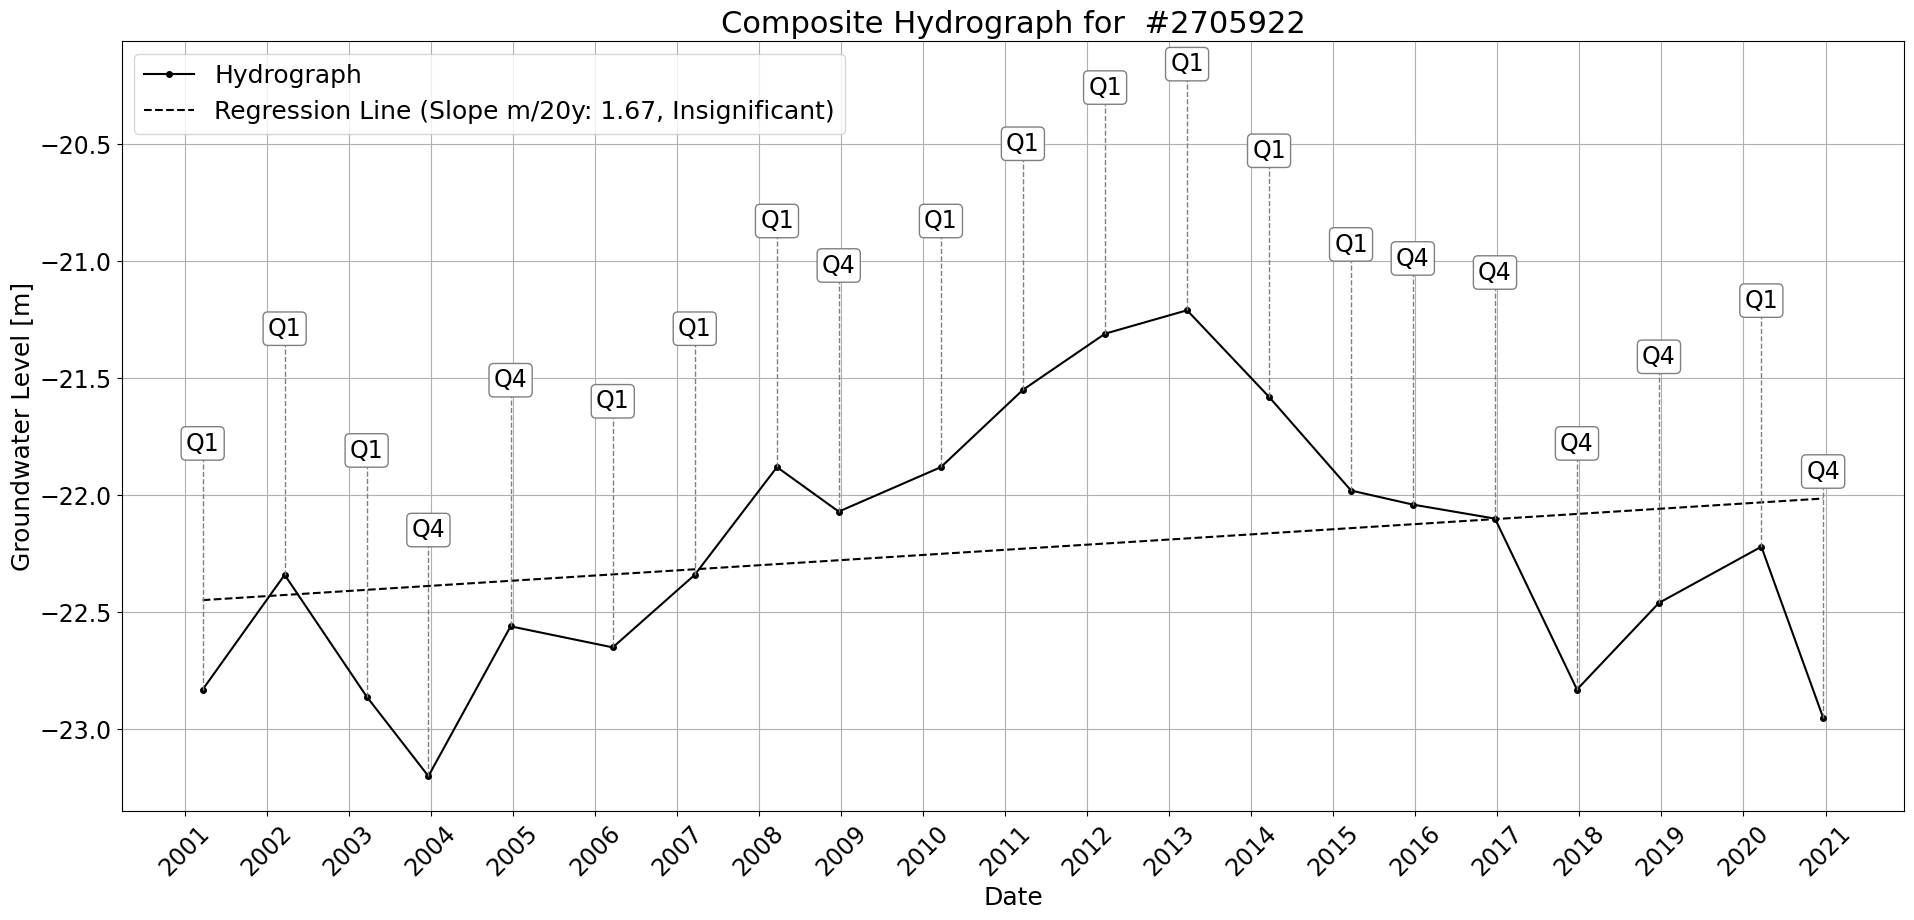 Composite Hydrograph for #2705922
Hydrograph
Regression Line (Slope m/20y: 1.67, Insignificant)
Groundwater Level [m]
−20.5
−21.0
−21.5
−22.0
−22.5
−23.0
Q1
Q1
Q1
Q4
Q4
Q1
Q1
Q1
Q4
Q1
Q1
Q1
Q1
Q1
Q1
Q4
Q4
Q4
Q4
Q1
Q4
2001
2002
2003
2004
2005
2006
2007
2008
2009
2010
2011
2012
2013
2014
2015
2016
2017
2018
2019
2020
2021
Date